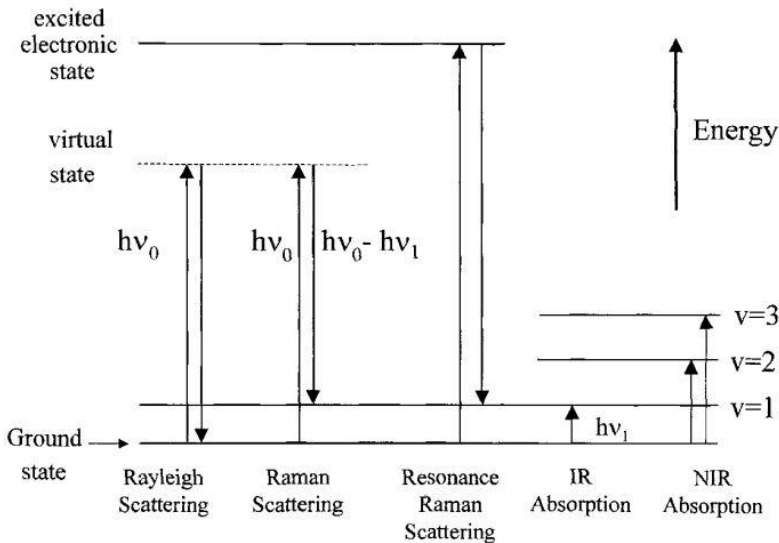 excited
electronic
state
Energy
virtual
state
hν₀
hν₀
hν₀- hν₁
v=3
v=2
v=1
hν₁
Ground
state
Rayleigh
Scattering
Raman
Scattering
Resonance
Raman
Scattering
IR
Absorption
NIR
Absorption